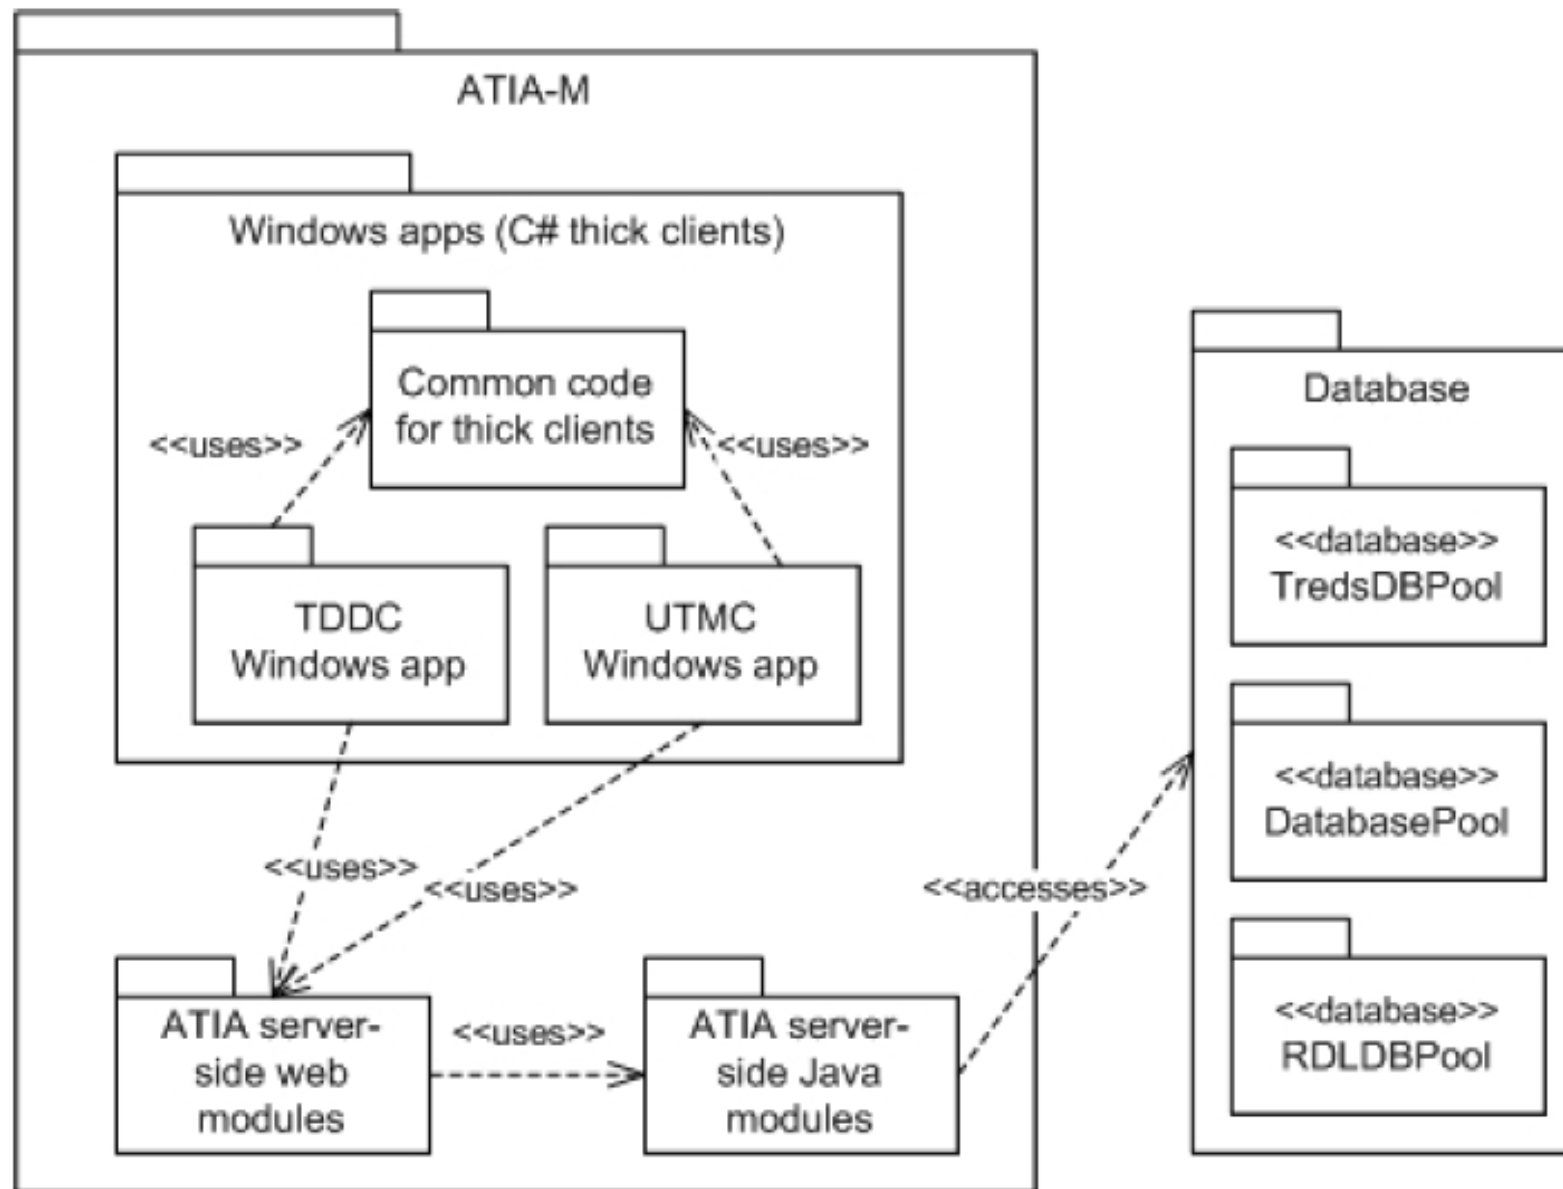 ATIA-M
Windows apps (C# thick clients)
Common code
for thick clients
<<uses>>
<<uses>>
TDDC
Windows app
UTMC
Windows app
<<uses>>
<<uses>>
ATIA server-
side web
modules
<<uses>>
ATIA server-
side Java
modules
<<accesses>>
Database
<<database>>
TredsDBPool
<<database>>
DatabasePool
<<database>>
RDLDBPool